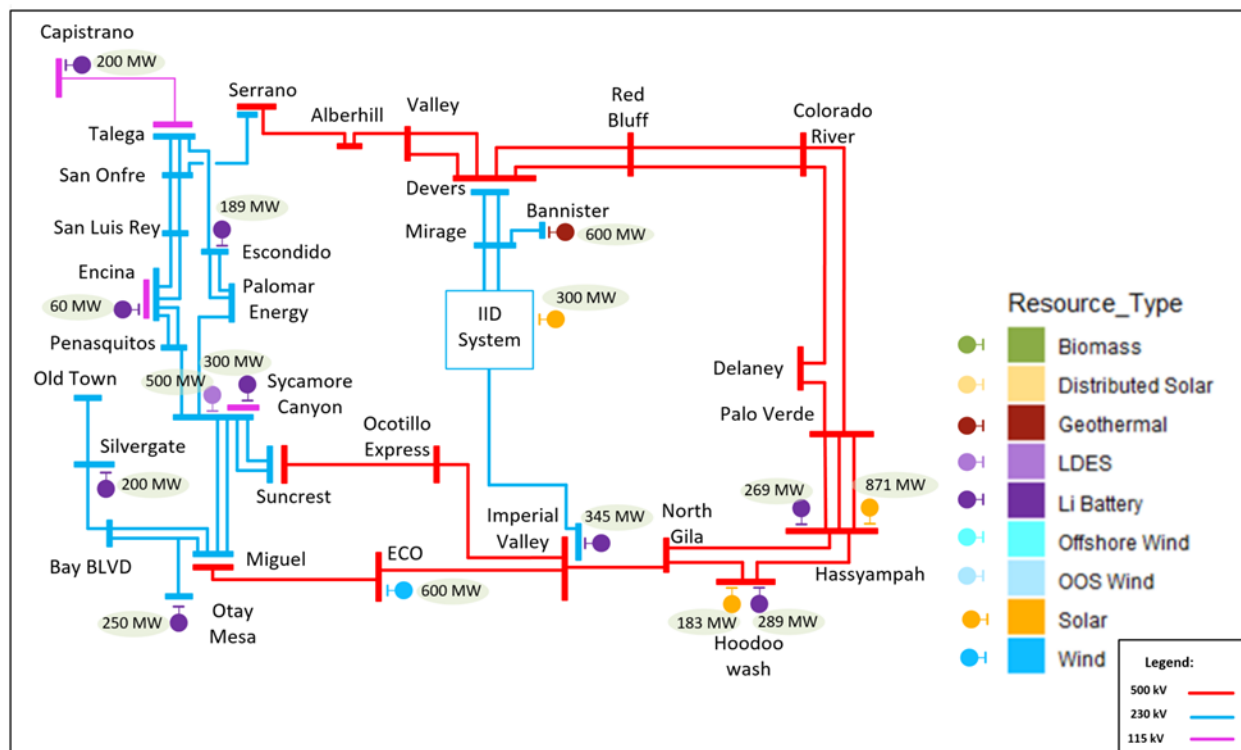 Capistrano
200 MW
Serrano
Alberhill
Valley
Red
Bluff
Colorado
River
Talega
San Onfre
Devers
189 MW
Bannister
San Luis Rey
Mirage
600 MW
Escondido
Encina
Palomar
Energy
60 MW
IID
System
300 MW
Resource_Type
Penasquitos
Biomass
300 MW
Old Town
500 MW
Sycamore
Canyon
Delaney
Distributed Solar
Palo Verde
Ocotillo
Express
Geothermal
Silvergate
LDES
200 MW
Suncrest
269 MW
871 MW
Li Battery
Imperial
Valley
345 MW
North
Gila
Offshore Wind
Bay BLVD
Miguel
ECO
Hassyampah
OOS Wind
600 MW
250 MW
Otay
Mesa
183 MW
289 MW
Solar
Hoodoo
wash
Wind
Legend:
500 kV
230 kV
115 kV